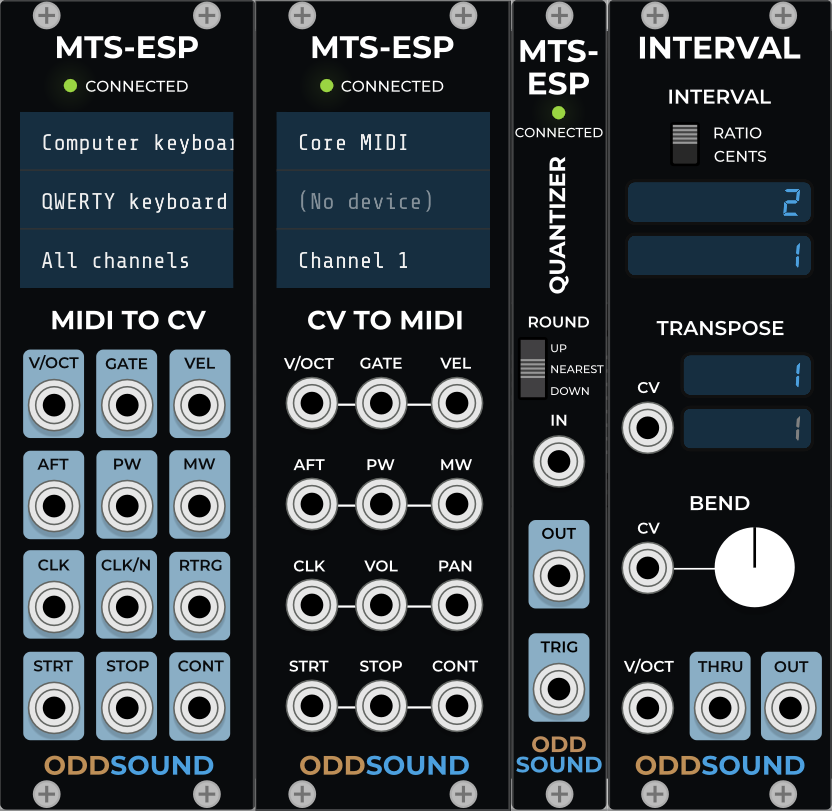 MTS-ESP
CONNECTED
Computer keyboar
QWERTY keyboard
All channels
MIDI TO CV
V/OCT GATE VEL
AFT PW MW
CLK CLK/N RTRG
STRT STOP CONT
ODDSOUND
MTS-ESP
CONNECTED
Core MIDI
(No device)
Channel 1
CV TO MIDI
V/OCT GATE VEL
AFT PW MW
CLK VOL PAN
STRT STOP CONT
ODDSOUND
MTS-
ESP
CONNECTED
QUANTIZER
ROUND
UP
NEAREST
DOWN
IN
OUT
TRIG
ODD
SOUND
INTERVAL
INTERVAL
RATIO
CENTS
2
1
TRANSPOSE
1
CV
1
BEND
CV
V/OCT THRU OUT
ODDSOUND